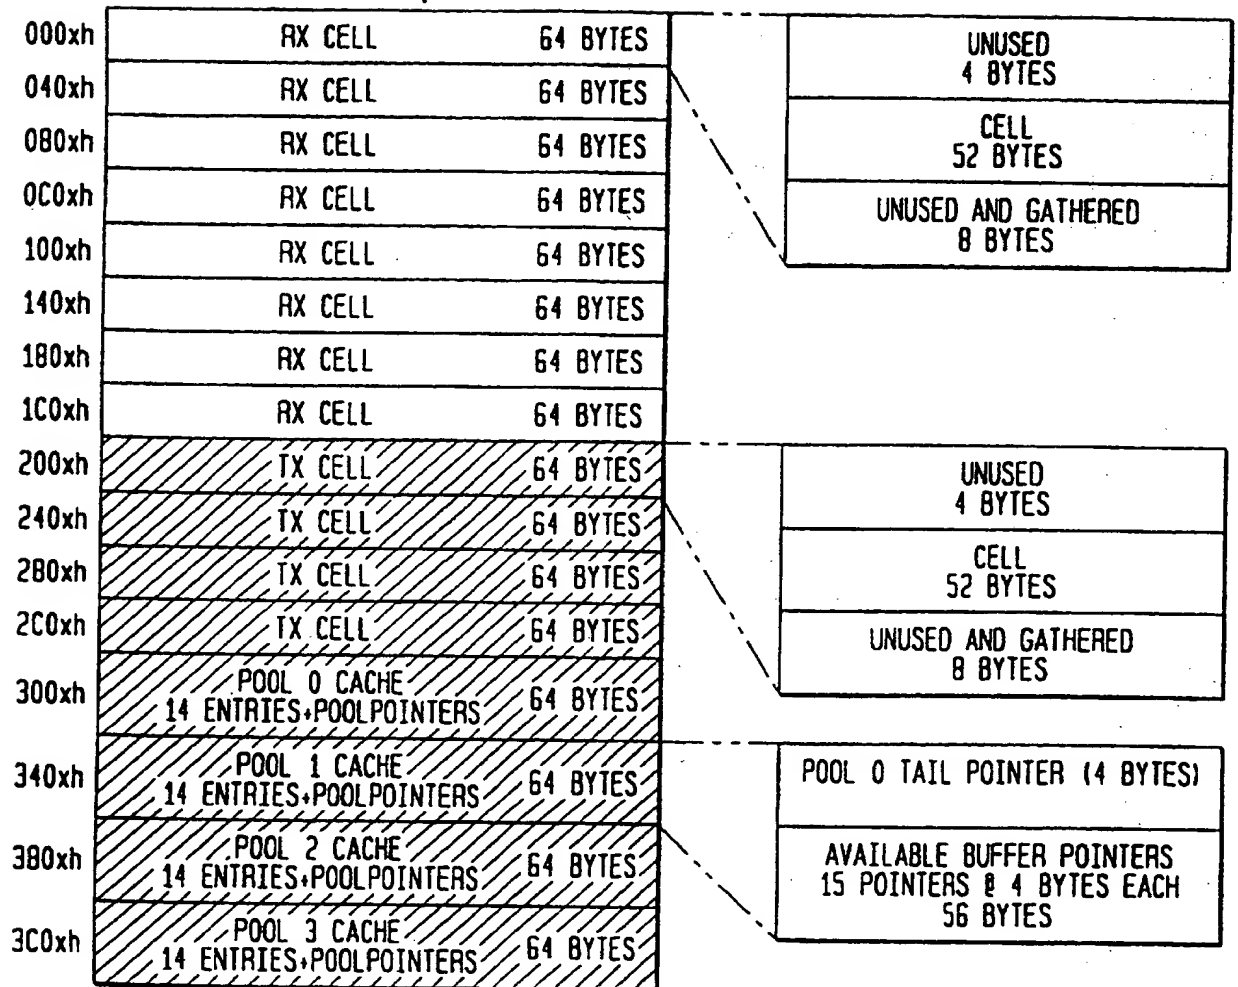 000xh RX CELL 64 BYTES
040xh RX CELL 64 BYTES
080xh RX CELL 64 BYTES
0C0xh RX CELL 64 BYTES
100xh RX CELL 64 BYTES
140xh RX CELL 64 BYTES
180xh RX CELL 64 BYTES
1C0xh RX CELL 64 BYTES
200xh TX CELL 64 BYTES
240xh TX CELL 64 BYTES
280xh TX CELL 64 BYTES
2C0xh TX CELL 64 BYTES
300xh POOL 0 CACHE 64 BYTES
14 ENTRIES+POOLPOINTERS
340xh POOL 1 CACHE 64 BYTES
14 ENTRIES+POOLPOINTERS
380xh POOL 2 CACHE 64 BYTES
14 ENTRIES+POOLPOINTERS
3C0xh POOL 3 CACHE 64 BYTES
14 ENTRIES+POOLPOINTERS
UNUSED
4 BYTES
CELL
52 BYTES
UNUSED AND GATHERED
8 BYTES
UNUSED
4 BYTES
CELL
52 BYTES
UNUSED AND GATHERED
8 BYTES
POOL 0 TAIL POINTER (4 BYTES)
AVAILABLE BUFFER POINTERS
15 POINTERS @ 4 BYTES EACH
56 BYTES